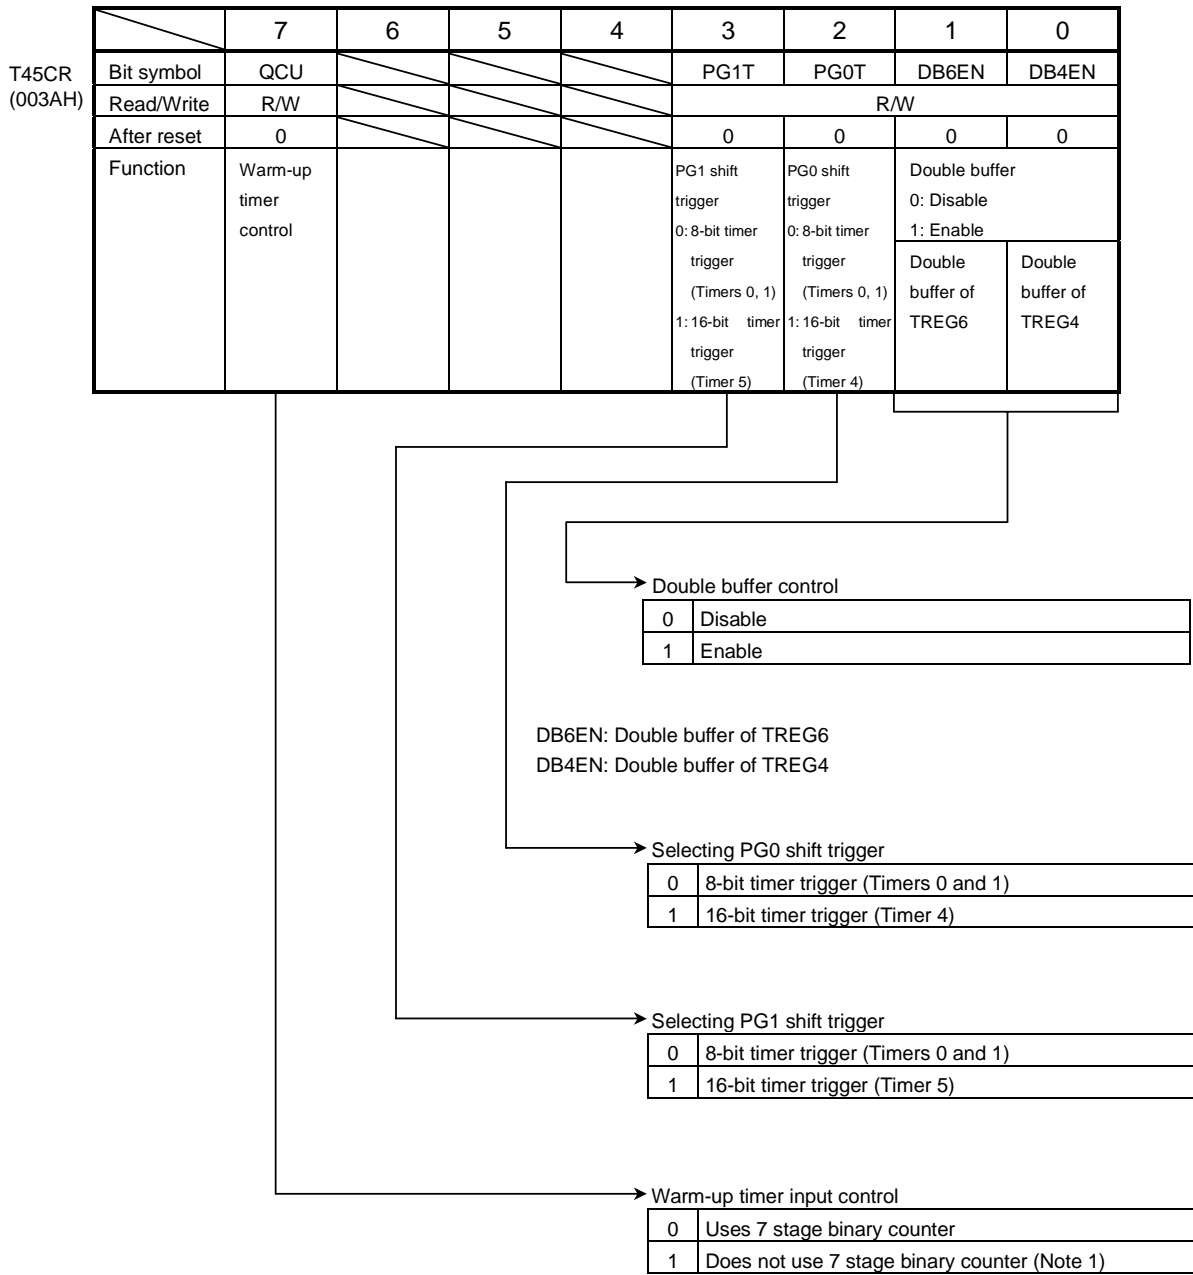 7 6 5 4 3 2 1 0
T45CR
(003AH)
Bit symbol QCU PG1T PG0T DB6EN DB4EN
Read/Write R/W R/W
After reset 0 0 0 0 0
Function
Warm-up
timer
control
PG1 shift
trigger
0: 8-bit timer
trigger
(Timers 0, 1)
1: 16-bit timer
trigger
(Timer 5)
PG0 shift
trigger
0: 8-bit timer
trigger
(Timers 0, 1)
1: 16-bit timer
trigger
(Timer 4)
Double buffer
0: Disable
1: Enable
Double
buffer of
TREG6
Double
buffer of
TREG4
Double buffer control
0 Disable
1 Enable
DB6EN: Double buffer of TREG6
DB4EN: Double buffer of TREG4
Selecting PG0 shift trigger
0 8-bit timer trigger (Timers 0 and 1)
1 16-bit timer trigger (Timer 4)
Selecting PG1 shift trigger
0 8-bit timer trigger (Timers 0 and 1)
1 16-bit timer trigger (Timer 5)
Warm-up timer input control
0 Uses 7 stage binary counter
1 Does not use 7 stage binary counter (Note 1)